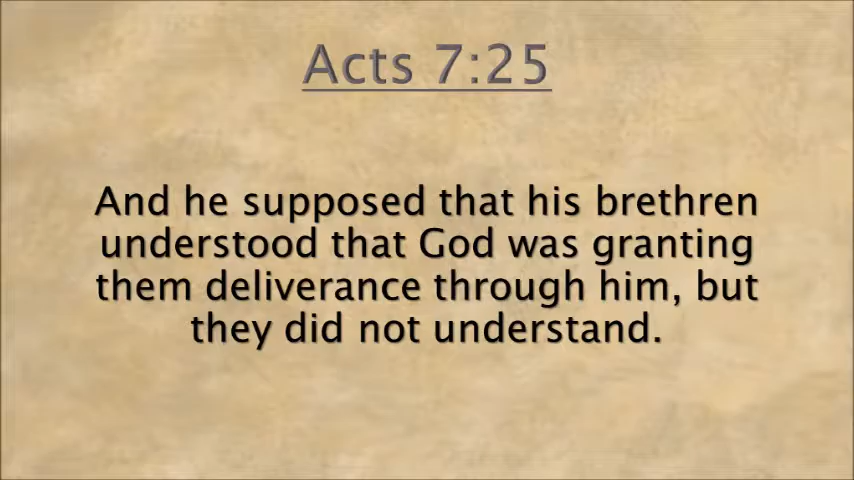 Acts 7:25
And he supposed that his brethren
understood that God was granting
them deliverance through him, but
they did not understand.